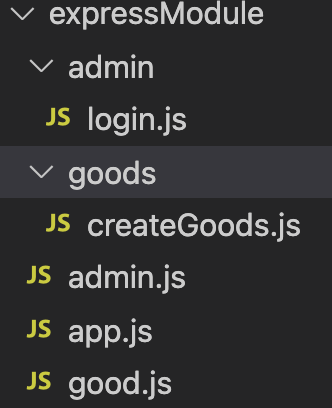 expressModule
admin
JS login.js
goods
JS createGoods.js
JS admin.js
JS app.js
JS good.js